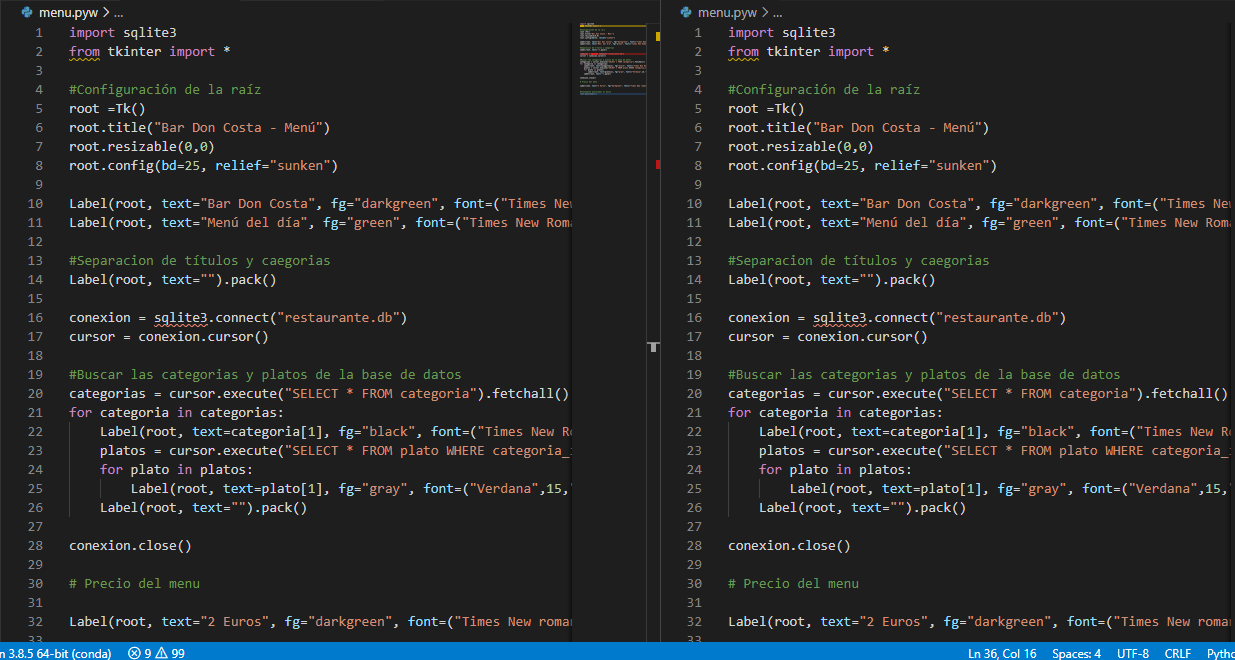 menu.pyw > ...
1 import sqlite3
2 from tkinter import *
3
4 #Configuración de la raíz
5 root =Tk()
6 root.title("Bar Don Costa - Menú")
7 root.resizable(0,0)
8 root.config(bd=25, relief="sunken")
9
10 Label(root, text="Bar Don Costa", fg="darkgreen", font=("Times
11 Label(root, text="Menú del día", fg="green", font=("Times New
12
13 #Separacion de títulos y caegorias
14 Label(root, text="").pack()
15
16 conexion = sqlite3.connect("restaurante.db")
17 cursor = conexion.cursor()
18
19 #Buscar las categorias y platos de la base de datos
20 categorias = cursor.execute("SELECT * FROM categoria").fetchall()
21 for categoria in categorias:
22 Label(root, text=categoria[1], fg="black", font=("Times New
23 platos = cursor.execute("SELECT * FROM plato WHERE
24 for plato in platos:
25 Label(root, text=plato[1], fg="gray", font=("Verdana",15,
26 Label(root, text="").pack()
27
28 conexion.close()
29
30 # Precio del menu
31
32 Label(root, text="2 Euros", fg="darkgreen", font=("Times New
33
menu.pyw > ...
1 import sqlite3
2 from tkinter import *
3
4 #Configuración de la raíz
5 root =Tk()
6 root.title("Bar Don Costa - Menú")
7 root.resizable(0,0)
8 root.config(bd=25, relief="sunken")
9
10 Label(root, text="Bar Don Costa", fg="darkgreen", font=("Times
11 Label(root, text="Menú del día", fg="green", font=("Times New
12
13 #Separacion de títulos y caegorias
14 Label(root, text="").pack()
15
16 conexion = sqlite3.connect("restaurante.db")
17 cursor = conexion.cursor()
18
19 #Buscar las categorias y platos de la base de datos
20 categorias = cursor.execute("SELECT * FROM categoria").fetchall()
21 for categoria in categorias:
22 Label(root, text=categoria[1], fg="black", font=("Times New
23 platos = cursor.execute("SELECT * FROM plato WHERE
24 for plato in platos:
25 Label(root, text=plato[1], fg="gray", font=("Verdana",15,
26 Label(root, text="").pack()
27
28 conexion.close()
29
30 # Precio del menu
31
32 Label(root, text="2 Euros", fg="darkgreen", font=("Times New
33
3.8.5 64-bit (conda) 9 99 Ln 36, Col 16 Spaces: 4 UTF-8 CRLF